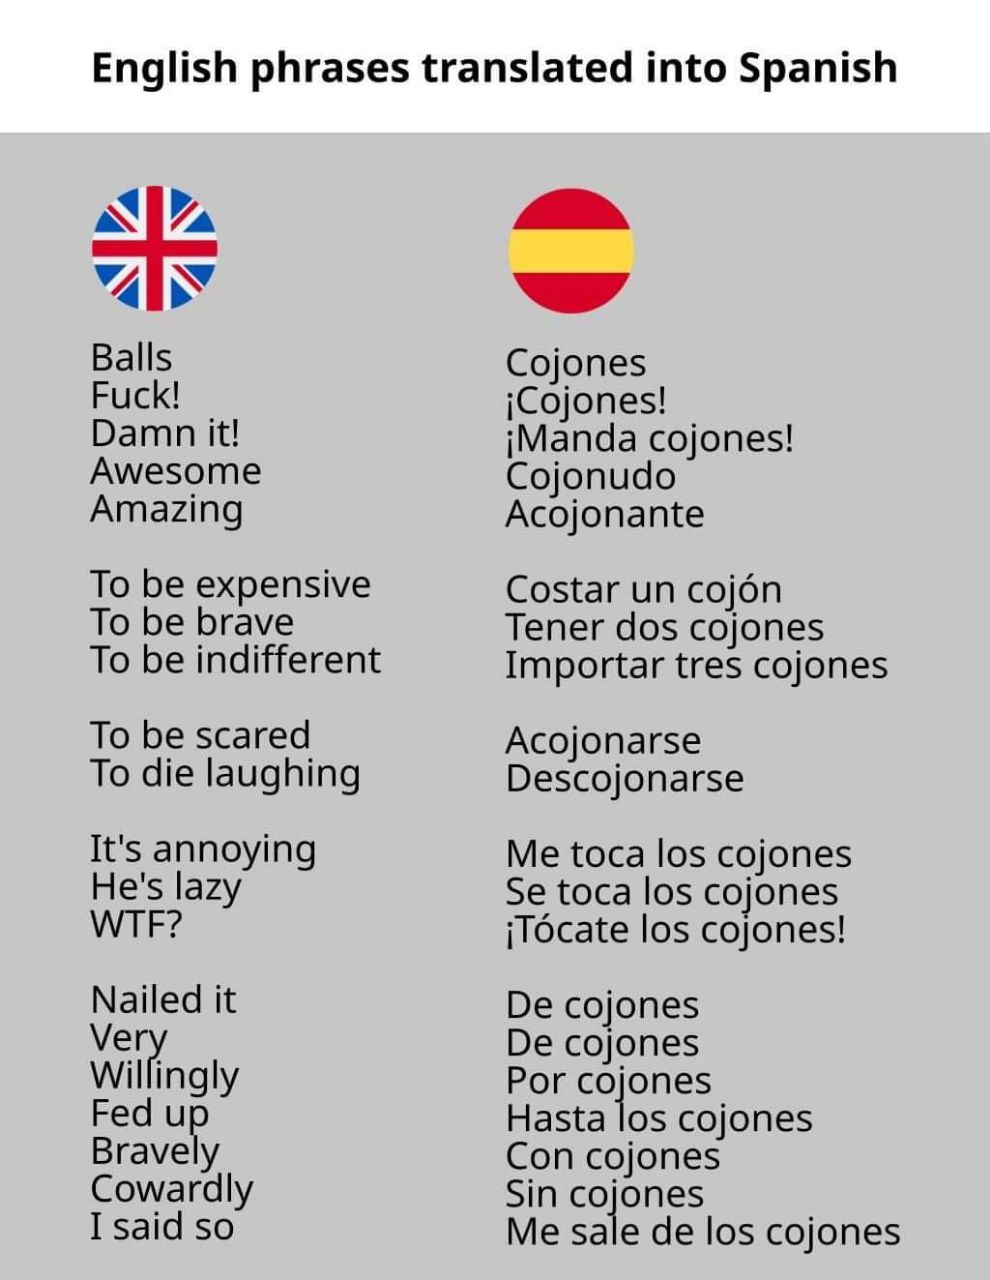 English phrases translated into Spanish
Balls
Fuck!
Damn it!
Awesome
Amazing
To be expensive
To be brave
To be indifferent
To be scared
To die laughing
It's annoying
He's lazy
WTF?
Nailed it
Very
Willingly
Fed up
Bravely
Cowardly
I said so
Cojones
¡Cojones!
¡Manda cojones!
Cojonudo
Acojonante
Costar un cojón
Tener dos cojones
Importar tres cojones
Acojonarse
Descojonarse
Me toca los cojones
Se toca los cojones
¡Tócate los cojones!
De cojones
De cojones
Por cojones
Hasta los cojones
Con cojones
Sin cojones
Me sale de los cojones